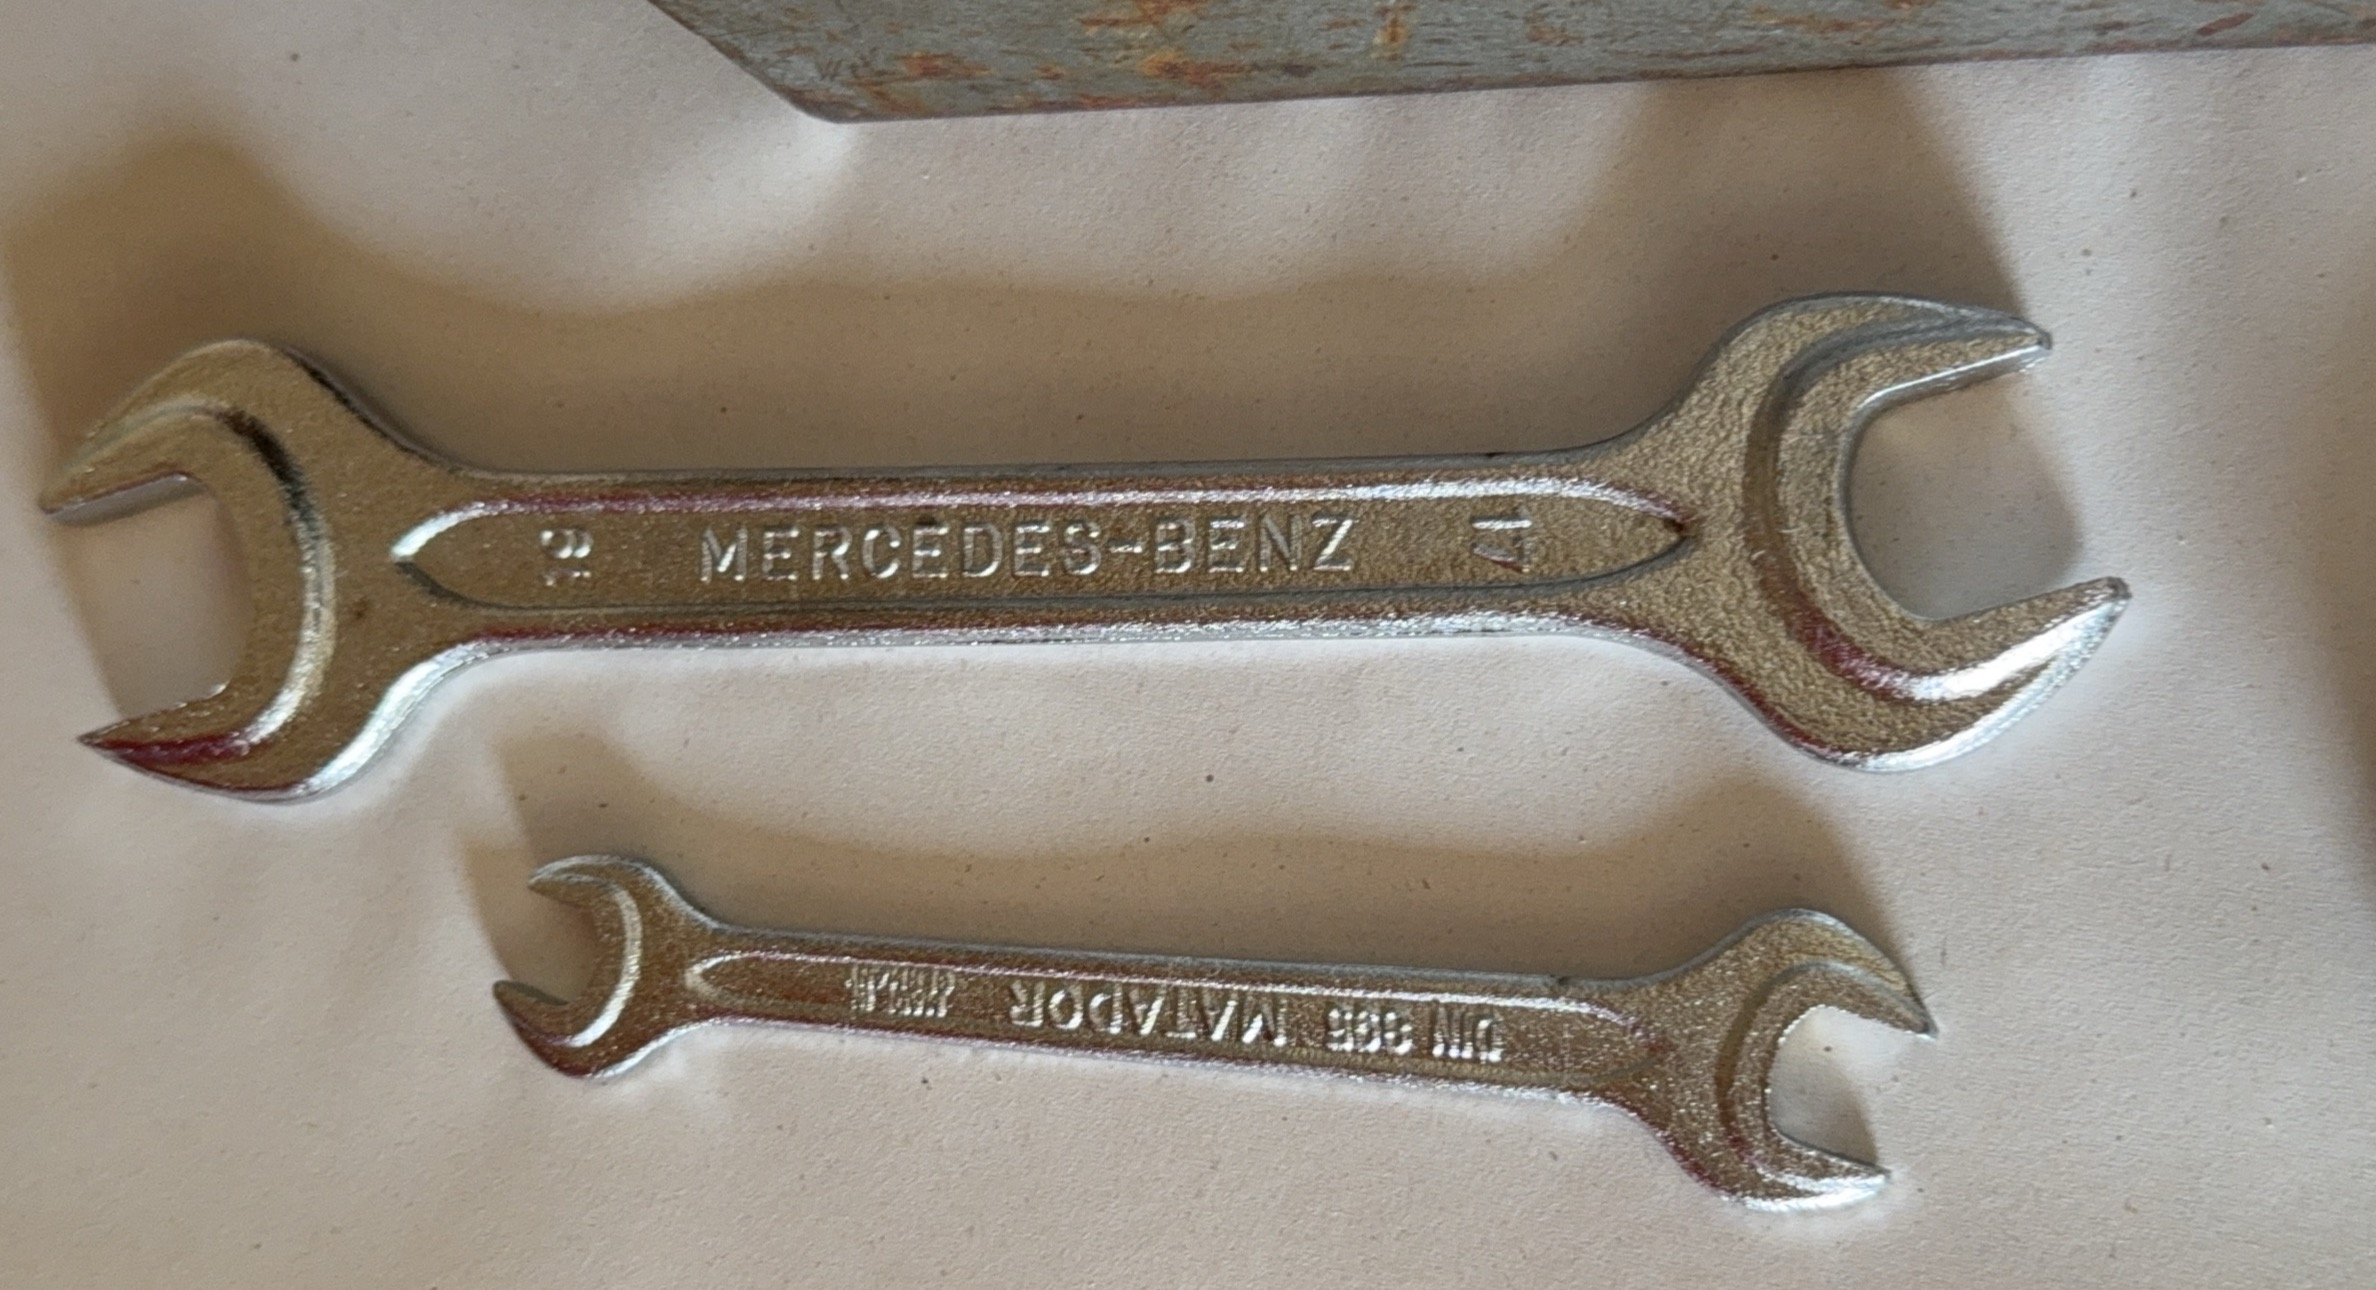 19 MERCEDES-BENZ 17
DIN 895 MATADOR